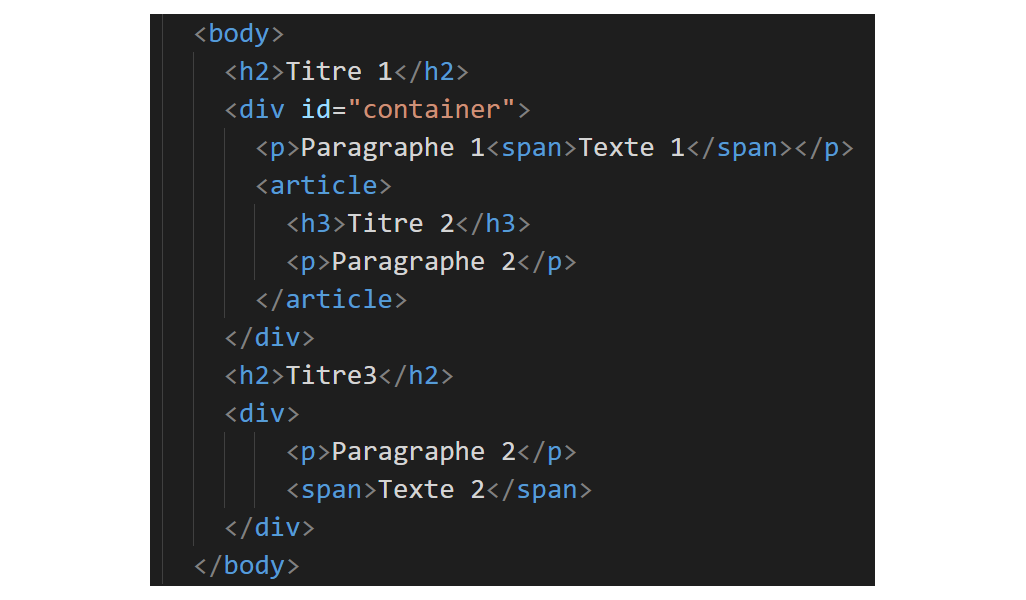 <body>
<h2>Titre 1</h2>
<div id="container">
<p>Paragraphe 1<span>Texte 1</span></p>
<article>
<h3>Titre 2</h3>
<p>Paragraphe 2</p>
</article>
</div>
<h2>Titre3</h2>
<div>
<p>Paragraphe 2</p>
<span>Texte 2</span>
</div>
</body>